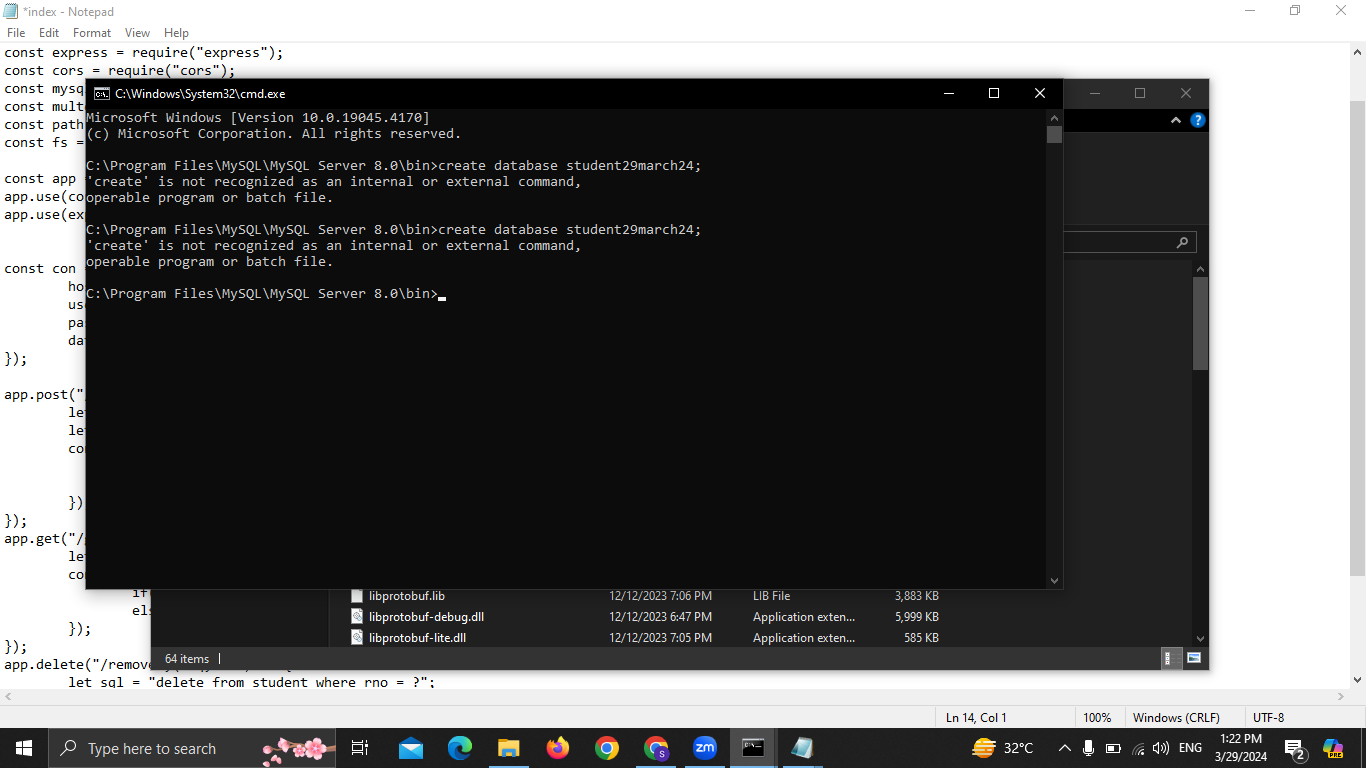 *index - Notepad
File Edit Format View Help
const express = require("express");
const cors = require("cors");
const mysq
const mult
const path
const fs =
const app
app.use(co
app.use(ex
const con
ho
use
pa
da
});
app.post("
le
le
co
})
});
app.get("/
le
co
if
els
});
});
app.delete("/remove
let sql = "delete from student where rno = ?";
C:\Windows\System32\cmd.exe
Microsoft Windows [Version 10.0.19045.4170]
(c) Microsoft Corporation. All rights reserved.
C:\Program Files\MySQL\MySQL Server 8.0\bin>create database student29march24;
'create' is not recognized as an internal or external command,
operable program or batch file.
C:\Program Files\MySQL\MySQL Server 8.0\bin>create database student29march24;
'create' is not recognized as an internal or external command,
operable program or batch file.
C:\Program Files\MySQL\MySQL Server 8.0\bin>
libprotobuf.lib 12/12/2023 7:06 PM LIB File 3,883 KB
libprotobuf-debug.dll 12/12/2023 6:47 PM Application exten... 5,999 KB
libprotobuf-lite.dll 12/12/2023 7:05 PM Application exten... 585 KB
64 items
Ln 14, Col 1 100% Windows (CRLF) UTF-8
Type here to search
S
zm
32°C
ENG
1:22 PM
3/29/2024
2
PRE